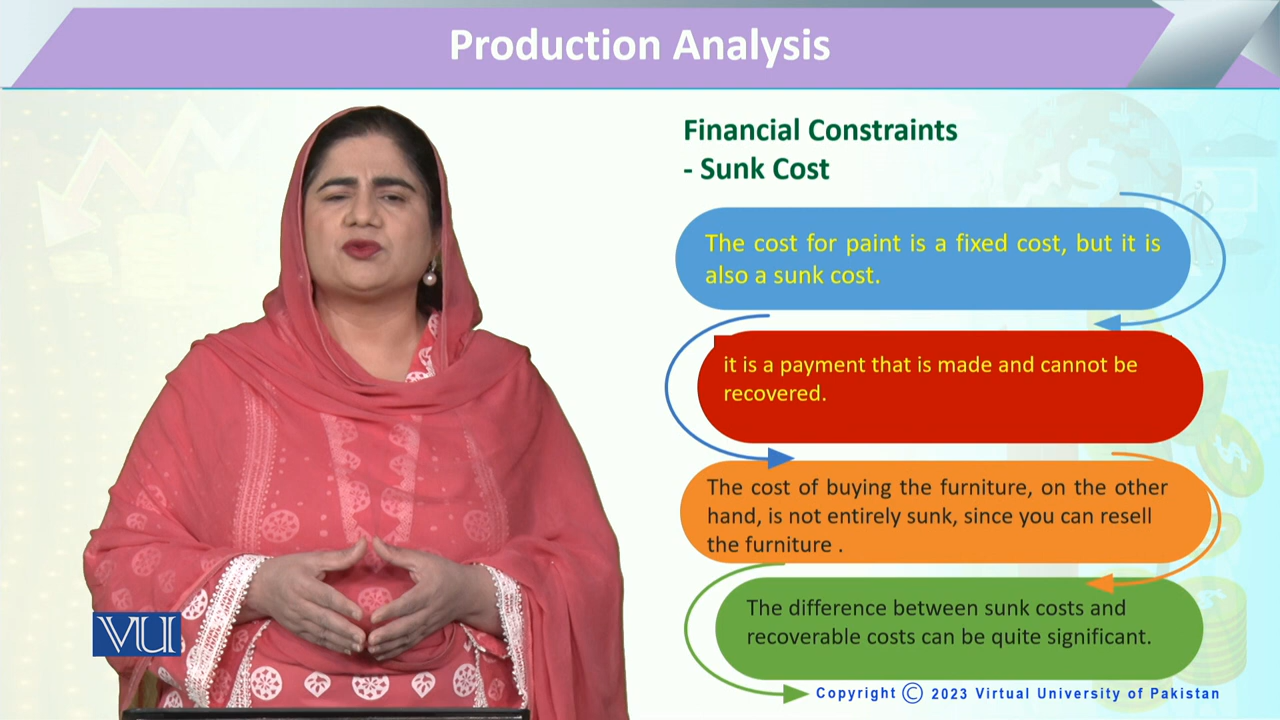 Production Analysis
Financial Constraints
- Sunk Cost
The cost for paint is a fixed cost, but it is
also a sunk cost.
it is a payment that is made and cannot be
recovered.
The cost of buying the furniture, on the other
hand, is not entirely sunk, since you can resell
the furniture .
The difference between sunk costs and
recoverable costs can be quite significant.
VU
Copyright © 2023 Virtual University of Pakistan